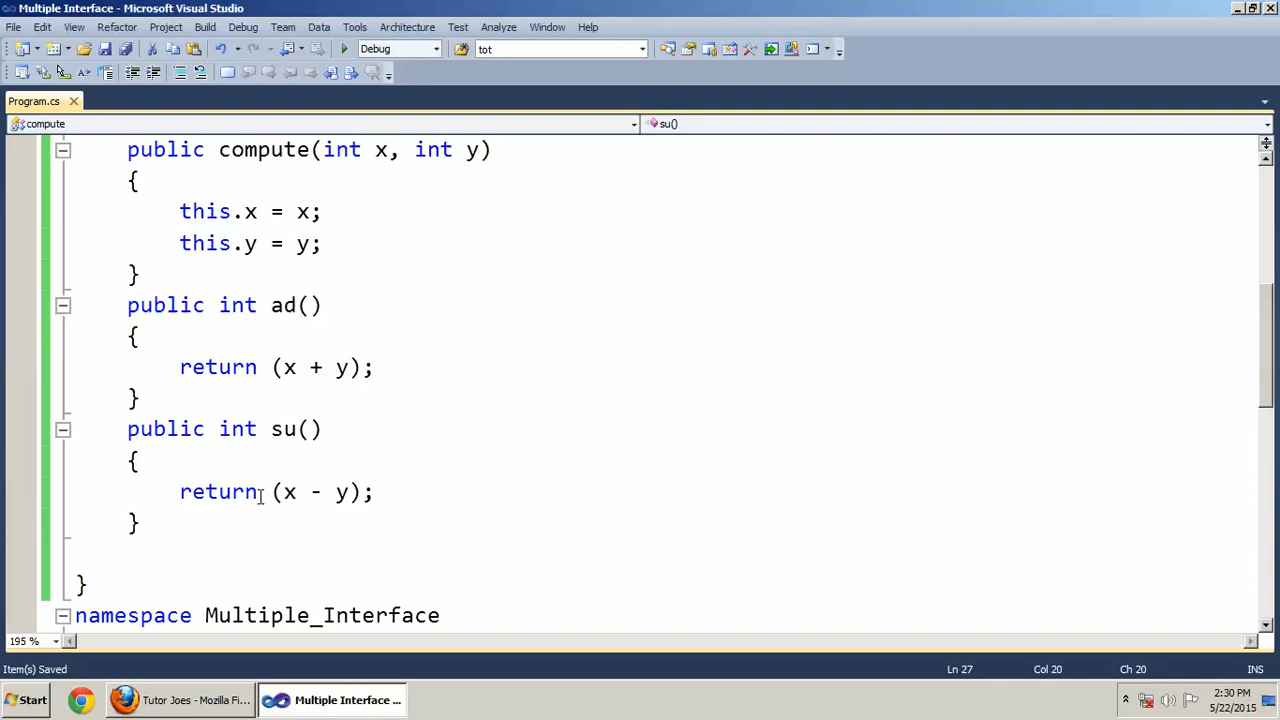 Multiple Interface - Microsoft Visual Studio
File Edit View Refactor Project Build Debug Team Data Tools Architecture Test Analyze Window Help
Debug tot
Program.cs
compute su()
public compute(int x, int y)
{
this.x = x;
this.y = y;
}
public int ad()
{
return (x + y);
}
public int su()
{
return (x - y);
}
}
namespace Multiple_Interface
195 %
Item(s) Saved Ln 27 Col 20 Ch 20 INS
Start Tutor Joes - Mozilla Fi... Multiple Interface ... 2:30 PM
5/22/2015